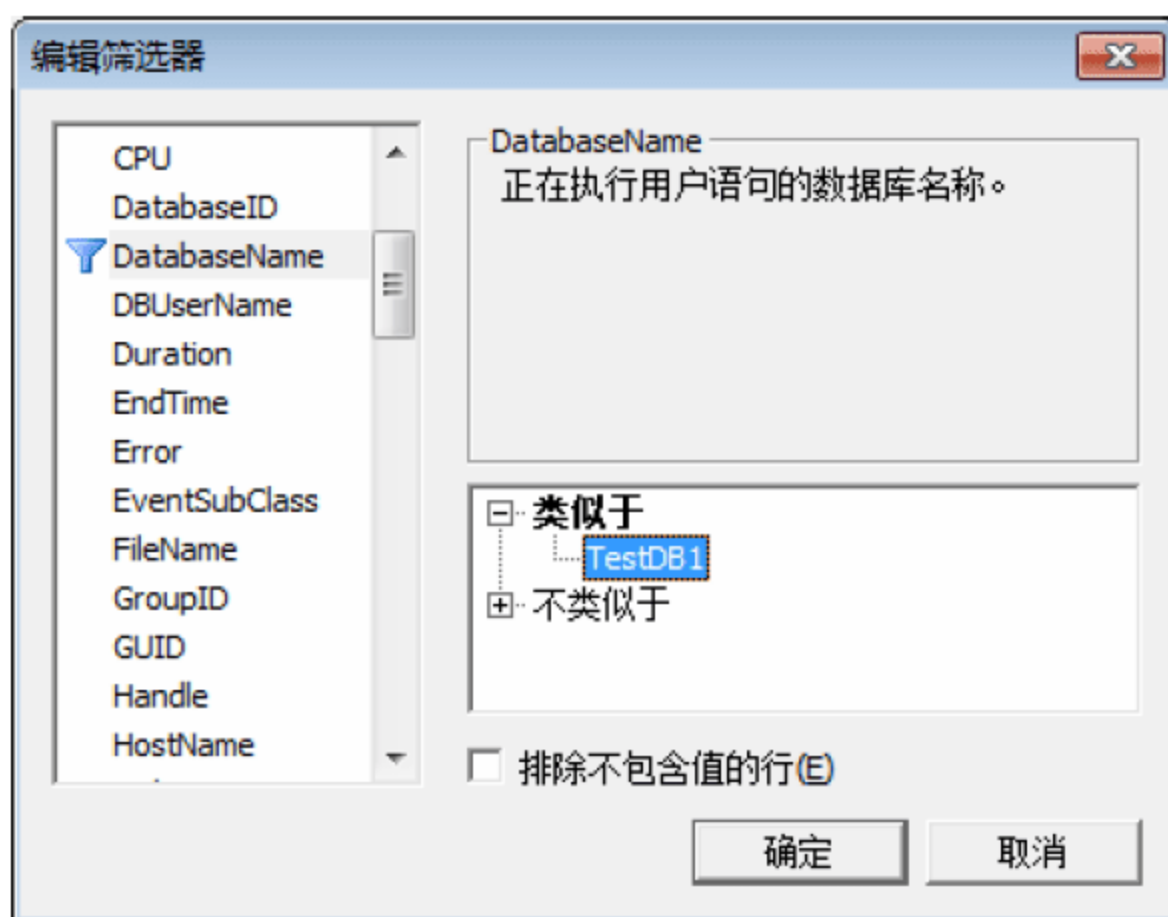 编辑筛选器
CPU
DatabaseID
DatabaseName
DBUserName
Duration
EndTime
Error
EventSubClass
FileName
GroupID
GUID
Handle
HostName
DatabaseName
正在执行用户语句的数据库名称。
类似于
TestDB1
不类似于
排除不包含值的行(E)
确定
取消